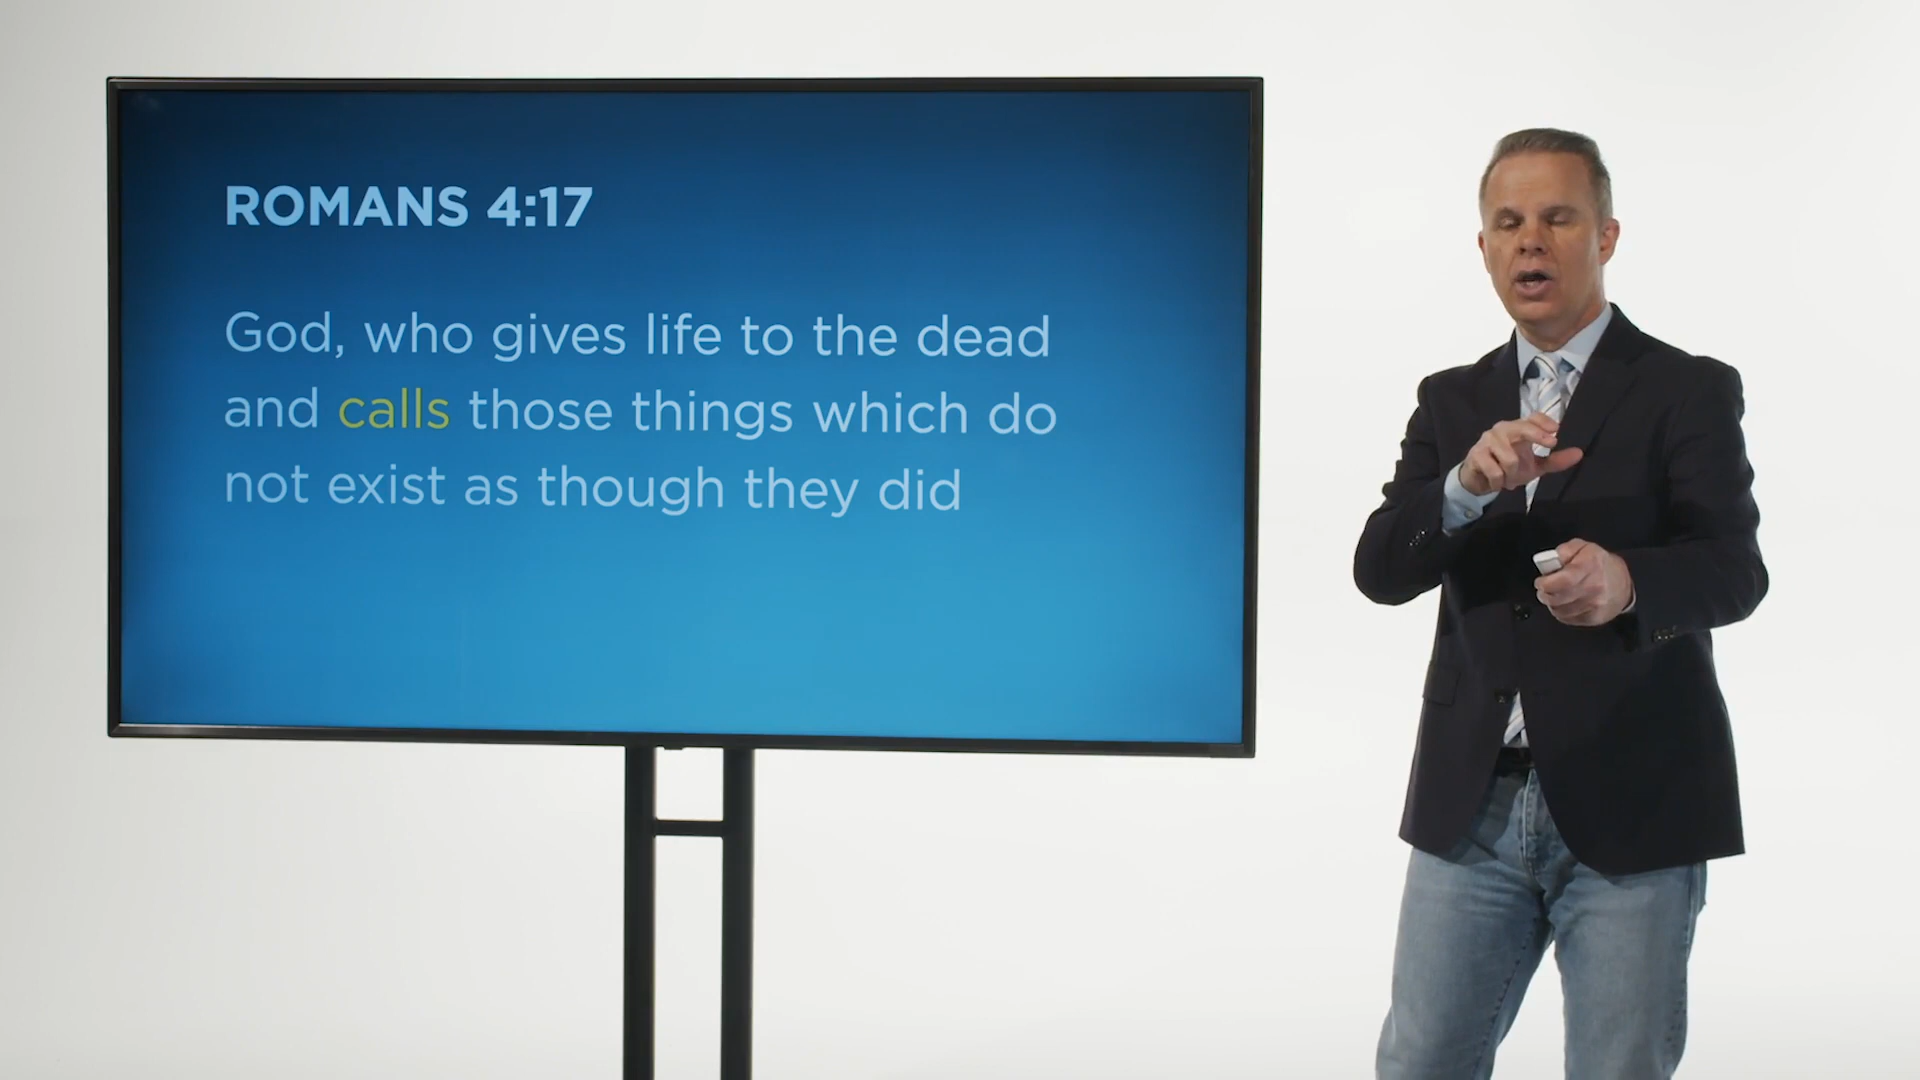 ROMANS 4:17
God, who gives life to the dead
and calls those things which do
not exist as though they did